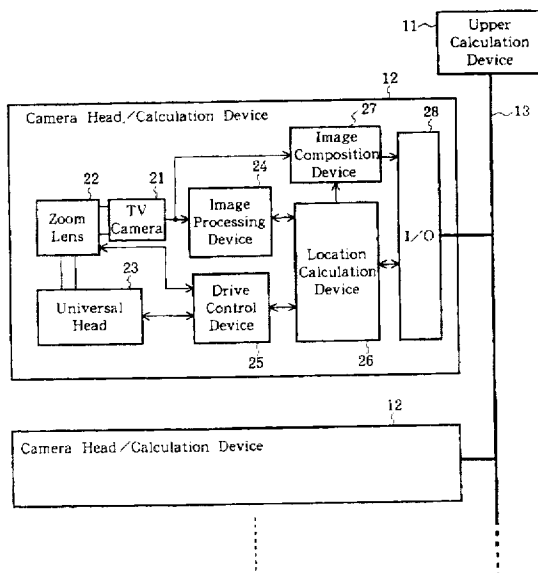 11
Upper
Calculation
Device
12
13
Camera Head/Calculation Device
27
28
Image
Composition
Device
22
21
24
TV
Camera
Zoom
Lens
Image
Processing
Device
I/O
Location
Calculation
Device
23
Universal
Head
Drive
Control
Device
25
26
12
Camera Head/Calculation Device